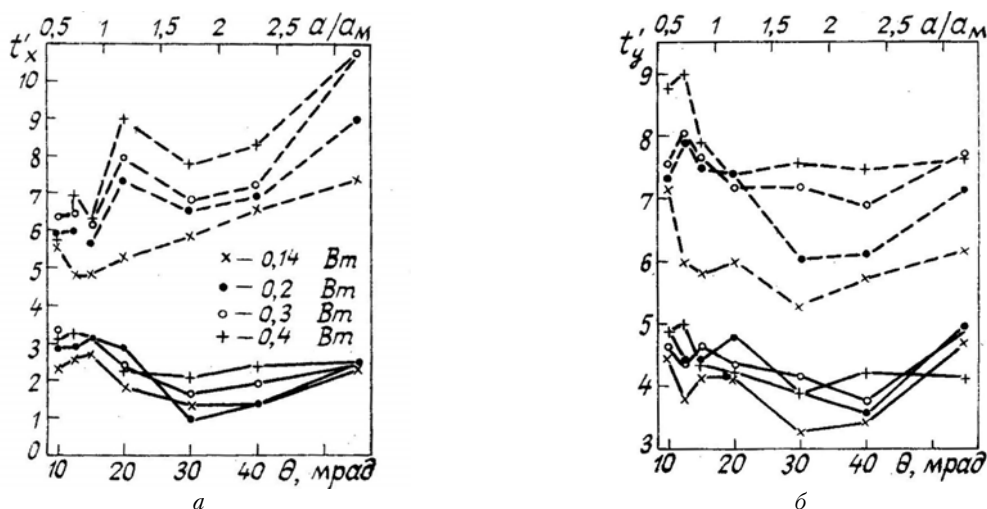 0,5 1 1,5 2 2,5 a/aм
t'x
10
9
8
7
6
5
4
3
2
1
0
× – 0,14 Вт
● – 0,2 Вт
○ – 0,3 Вт
+ – 0,4 Вт
10 20 30 40 θ, мрад
а
0,5 1 1,5 2 2,5 a/aм
t'y
9
8
7
6
5
4
3
10 20 30 40 θ, мрад
б